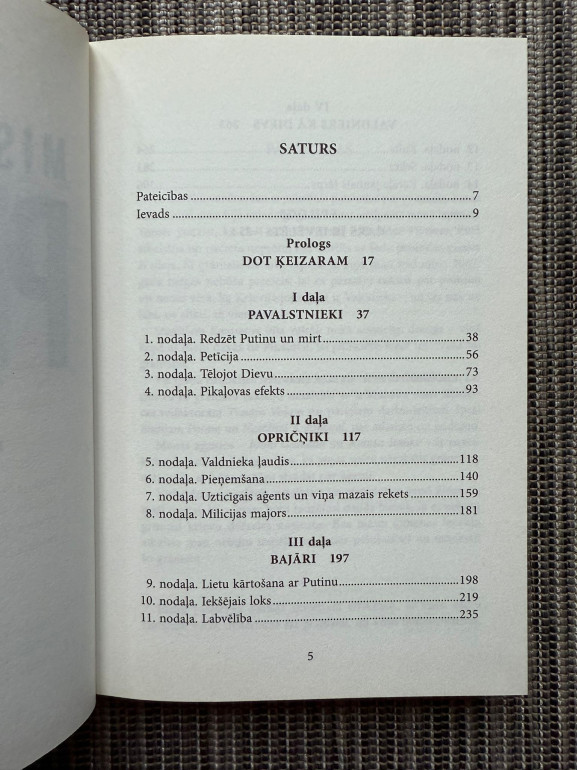 SATURS
Pateicības ........ 7
Ievads ........ 9
Prologs
DOT ĶEIZARAM 17
I daļa
PAVALSTNIEKI 37
1. nodaļa. Redzēt Putinu un mirt ........ 38
2. nodaļa. Petīcija ........ 56
3. nodaļa. Tēlojot Dievu ........ 73
4. nodaļa. Pikaļovas efekts ........ 93
II daļa
OPRIČŅIKI 117
5. nodaļa. Valdnieka ļaudis ........ 118
6. nodaļa. Pieņemšana ........ 140
7. nodaļa. Uzticīgais aģents un viņa mazais rekets ........ 159
8. nodaļa. Milicijas majors ........ 181
III daļa
BAJĀRI 197
9. nodaļa. Lietu kārtošana ar Putinu ........ 198
10. nodaļa. Iekšējais loks ........ 219
11. nodaļa. Labvēlība ........ 235
5